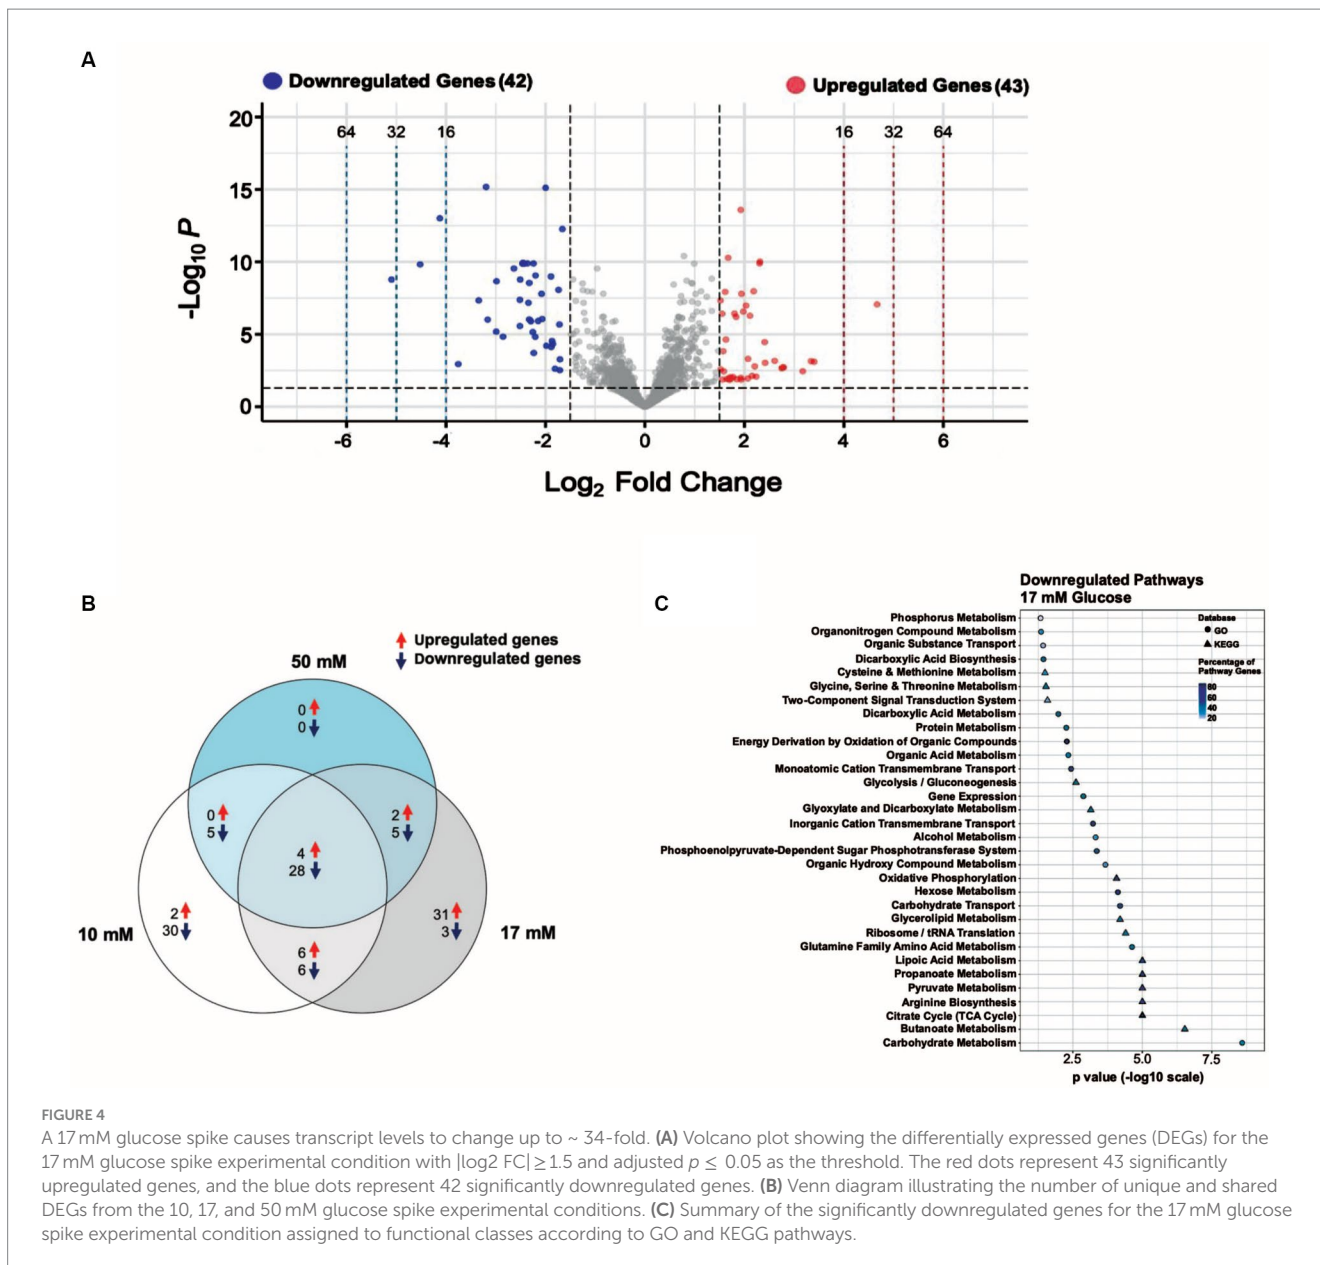 A
Downregulated Genes (42)
Upregulated Genes (43)
20
15
10
5
0
64
32
16
16
32
64
-Log10 P
-6
-4
-2
0
2
4
6
Log2 Fold Change
B
Upregulated genes
Downregulated genes
50 mM
0
0
0
5
2
5
4
28
2
30
31
3
6
6
10 mM
17 mM
C
Downregulated Pathways
17 mM Glucose
Phosphorus Metabolism
Organonitrogen Compound Metabolism
Organic Substance Transport
Dicarboxylic Acid Biosynthesis
Cysteine & Methionine Metabolism
Glycine, Serine & Threonine Metabolism
Two-Component Signal Transduction System
Dicarboxylic Acid Metabolism
Protein Metabolism
Energy Derivation by Oxidation of Organic Compounds
Organic Acid Metabolism
Monoatomic Cation Transmembrane Transport
Glycolysis / Gluconeogenesis
Gene Expression
Glyoxylate and Dicarboxylate Metabolism
Inorganic Cation Transmembrane Transport
Alcohol Metabolism
Phosphoenolpyruvate-Dependent Sugar Phosphotransferase System
Organic Hydroxy Compound Metabolism
Oxidative Phosphorylation
Hexose Metabolism
Carbohydrate Transport
Glycerolipid Metabolism
Ribosome / tRNA Translation
Glutamine Family Amino Acid Metabolism
Lipoic Acid Metabolism
Propanoate Metabolism
Pyruvate Metabolism
Arginine Biosynthesis
Citrate Cycle (TCA Cycle)
Butanoate Metabolism
Carbohydrate Metabolism
Database
GO
KEGG
Percentage of
Pathway Genes
80
60
40
20
2.5
5.0
7.5
p value (-log10 scale)
FIGURE 4
A 17 mM glucose spike causes transcript levels to change up to ~ 34-fold. (A) Volcano plot showing the differentially expressed genes (DEGs) for the
17 mM glucose spike experimental condition with |log2 FC| ≥ 1.5 and adjusted p ≤ 0.05 as the threshold. The red dots represent 43 significantly
upregulated genes, and the blue dots represent 42 significantly downregulated genes. (B) Venn diagram illustrating the number of unique and shared
DEGs from the 10, 17, and 50 mM glucose spike experimental conditions. (C) Summary of the significantly downregulated genes for the 17 mM glucose
spike experimental condition assigned to functional classes according to GO and KEGG pathways.